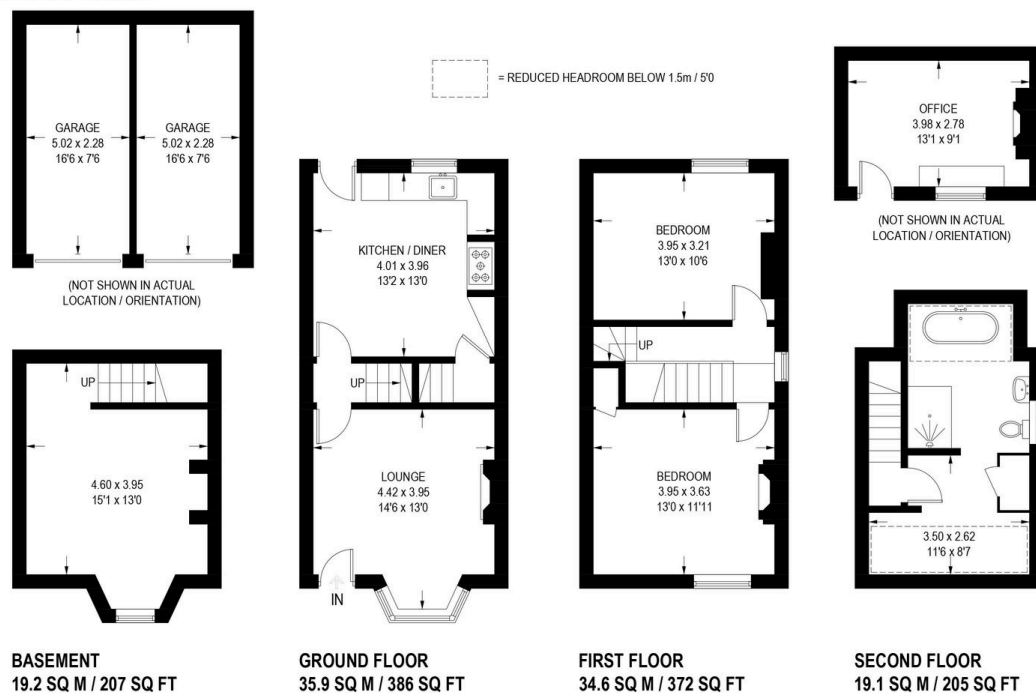 GARAGE
5.02 x 2.28
16'6 x 7'6
GARAGE
5.02 x 2.28
16'6 x 7'6
(NOT SHOWN IN ACTUAL
LOCATION / ORIENTATION)
= REDUCED HEADROOM BELOW 1.5m / 5'0
OFFICE
3.98 x 2.78
13'1 x 9'1
(NOT SHOWN IN ACTUAL
LOCATION / ORIENTATION)
UP
4.60 x 3.95
15'1 x 13'0
BASEMENT
19.2 SQ M / 207 SQ FT
KITCHEN / DINER
4.01 x 3.96
13'2 x 13'0
UP
LOUNGE
4.42 x 3.95
14'6 x 13'0
IN
GROUND FLOOR
35.9 SQ M / 386 SQ FT
BEDROOM
3.95 x 3.21
13'0 x 10'6
UP
BEDROOM
3.95 x 3.63
13'0 x 11'11
FIRST FLOOR
34.6 SQ M / 372 SQ FT
3.50 x 2.62
11'6 x 8'7
SECOND FLOOR
19.1 SQ M / 205 SQ FT